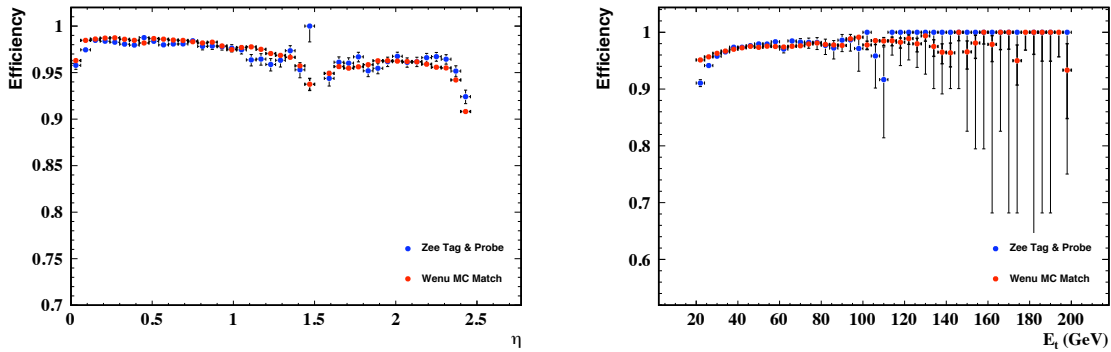 Efficiency
1
0.95
0.9
0.85
0.8
0.75
0.7
0 0.5 1 1.5 2 2.5
η
Zee Tag & Probe
Wenu MC Match
Efficiency
1
0.9
0.8
0.7
0.6
20 40 60 80 100 120 140 160 180 200
E_t (GeV)
Zee Tag & Probe
Wenu MC Match